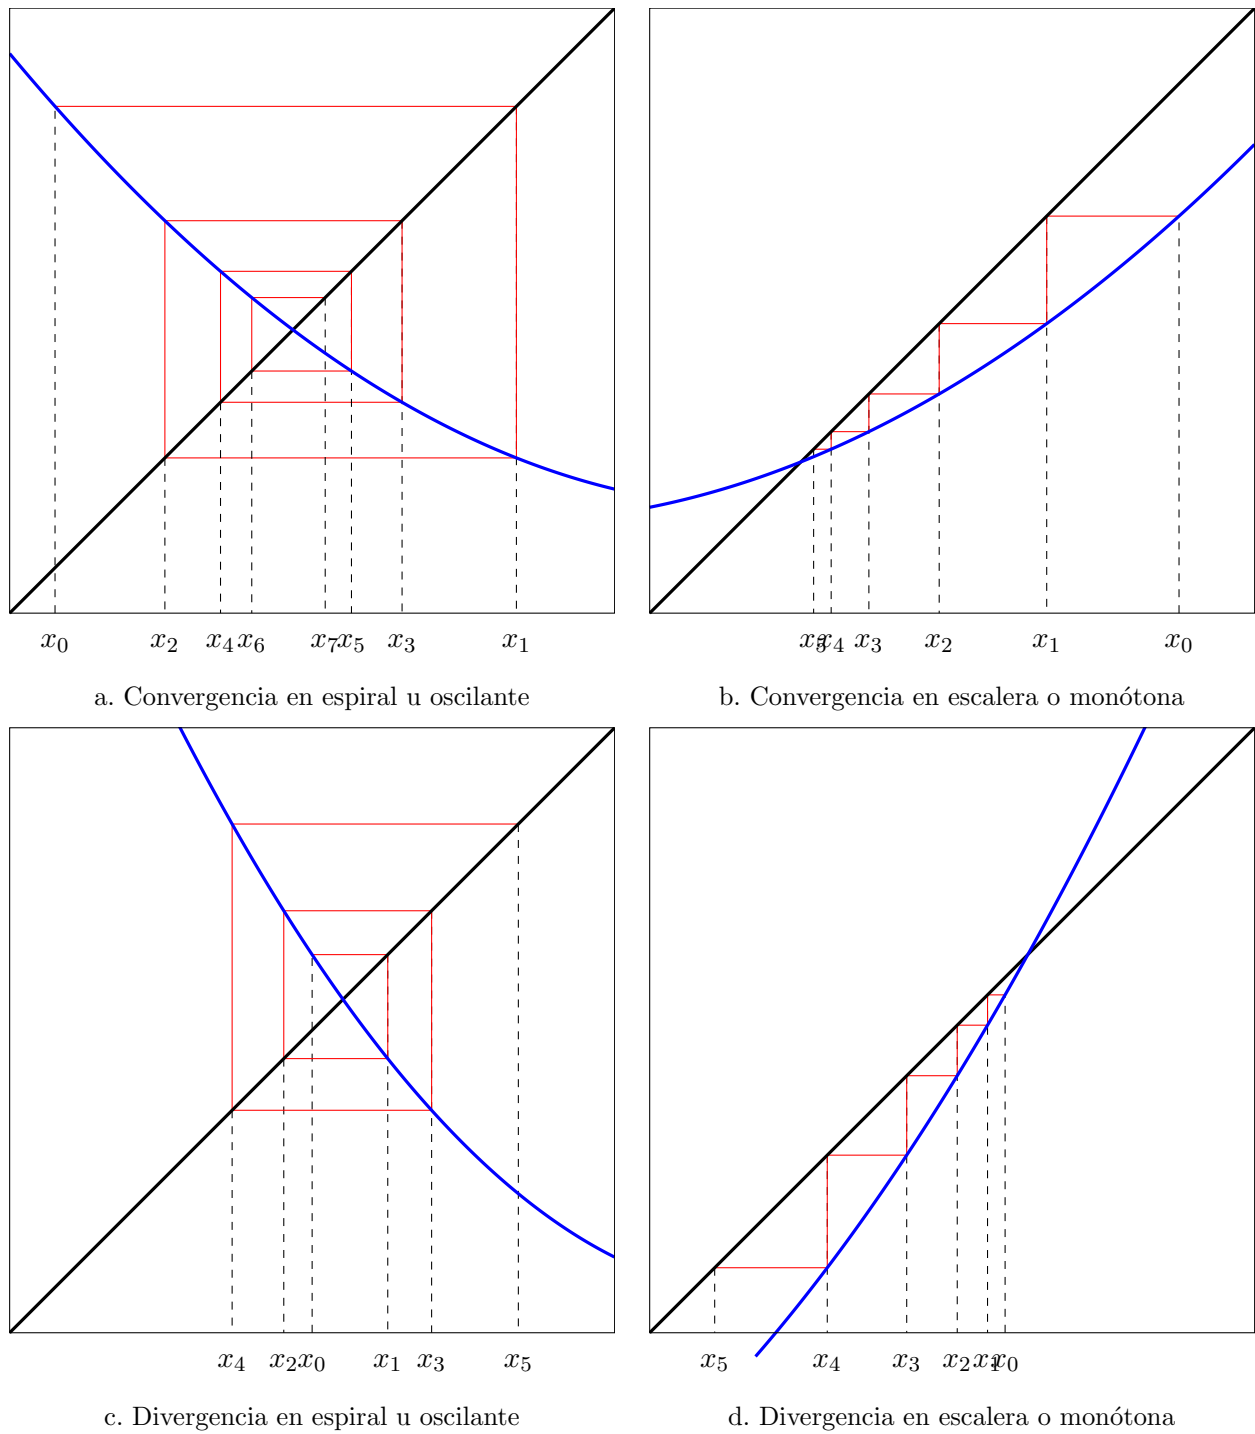 x₀ x₂ x₄ x₆ x₇ x₅ x₃ x₁
x₅ x₄ x₃ x₂ x₁ x₀
a. Convergencia en espiral u oscilante
b. Convergencia en escalera o monótona
x₄ x₂ x₀ x₁ x₃ x₅
x₅ x₄ x₃ x₂ x₁ x₀
c. Divergencia en espiral u oscilante
d. Divergencia en escalera o monótona